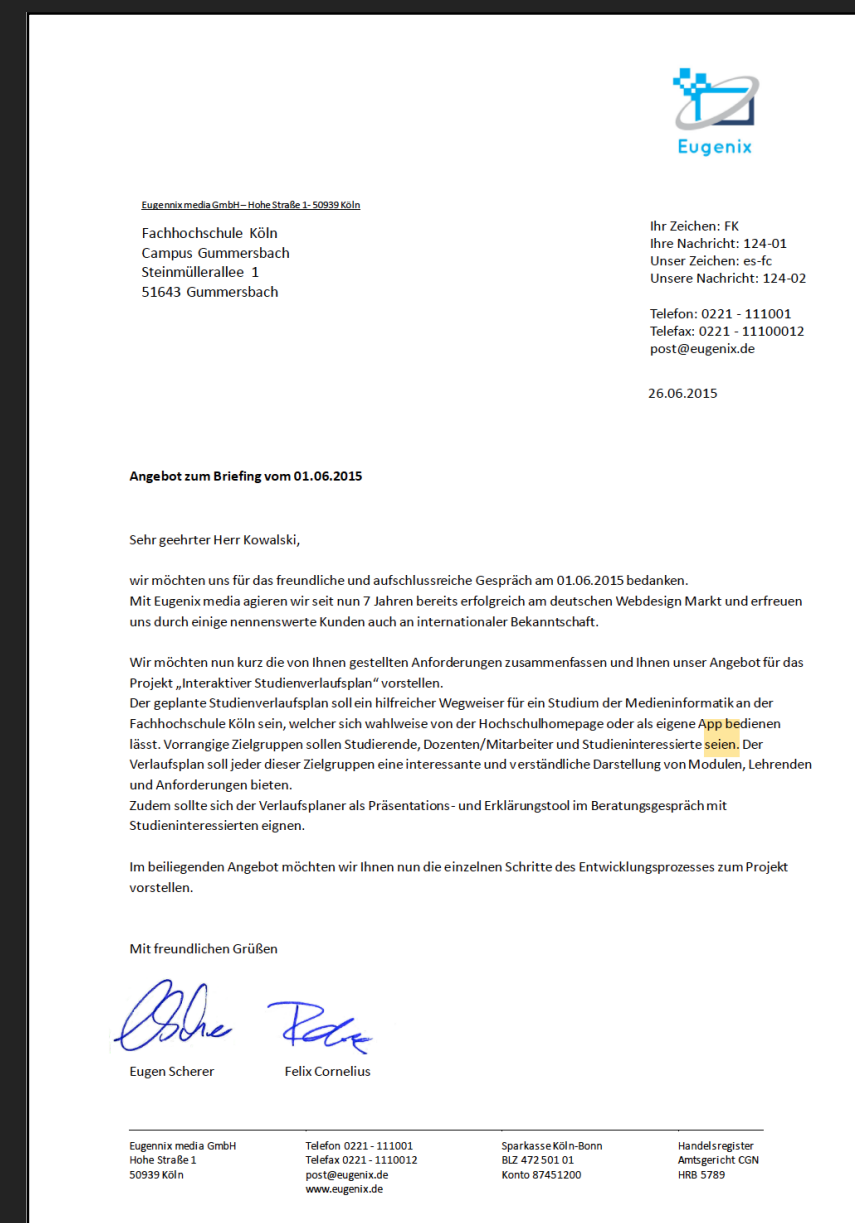 Eugenix
Eugennix media GmbH – Hohe Straße 1- 50939 Köln
Fachhochschule Köln
Campus Gummersbach
Steinmüllerallee 1
51643 Gummersbach
Ihr Zeichen: FK
Ihre Nachricht: 124-01
Unser Zeichen: es-fc
Unsere Nachricht: 124-02
Telefon: 0221 - 111001
Telefax: 0221 - 11100012
post@eugenix.de
26.06.2015
Angebot zum Briefing vom 01.06.2015
Sehr geehrter Herr Kowalski,
wir möchten uns für das freundliche und aufschlussreiche Gespräch am 01.06.2015 bedanken.
Mit Eugenix media agieren wir seit nun 7 Jahren bereits erfolgreich am deutschen Webdesign Markt und erfreuen
uns durch einige nennenswerte Kunden auch an internationaler Bekanntschaft.
Wir möchten nun kurz die von Ihnen gestellten Anforderungen zusammenfassen und Ihnen unser Angebot für das
Projekt „Interaktiver Studienverlaufsplan“ vorstellen.
Der geplante Studienverlaufsplan soll ein hilfreicher Wegweiser für ein Studium der Medieninformatik an der
Fachhochschule Köln sein, welcher sich wahlweise von der Hochschulhomepage oder als eigene App bedienen
lässt. Vorrangige Zielgruppen sollen Studierende, Dozenten/Mitarbeiter und Studieninteressierte seien. Der
Verlaufsplan soll jeder dieser Zielgruppen eine interessante und verständliche Darstellung von Modulen, Lehrenden
und Anforderungen bieten.
Zudem sollte sich der Verlaufsplaner als Präsentations- und Erklärungstool im Beratungsgespräch mit
Studieninteressierten eignen.
Im beiliegenden Angebot möchten wir Ihnen nun die einzelnen Schritte des Entwicklungsprozesses zum Projekt
vorstellen.
Mit freundlichen Grüßen
Eugen Scherer Felix Cornelius
Eugennix media GmbH
Hohe Straße 1
50939 Köln
Telefon 0221 - 111001
Telefax 0221 - 1110012
post@eugenix.de
www.eugenix.de
Sparkasse Köln-Bonn
BLZ 472 501 01
Konto 87451200
Handelsregister
Amtsgericht CGN
HRB 5789